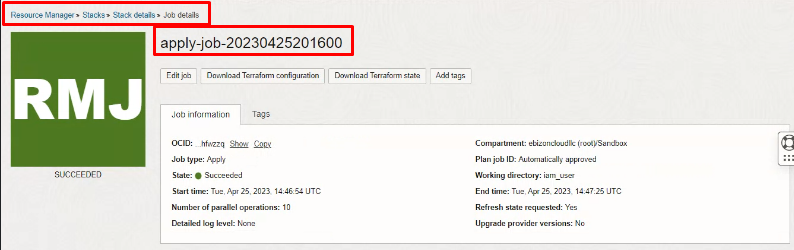 Resource Manager » Stacks » Stack details » Job details
apply-job-20230425201600
Edit job Download Terraform configuration Download Terraform state Add tags
RMJ
SUCCEEDED
Job information Tags
OCID: ...hfwzzq Show Copy
Job type: Apply
State: Succeeded
Start time: Tue, Apr 25, 2023, 14:46:54 UTC
Number of parallel operations: 10
Detailed log level: None
Compartment: ebizoncloudllc (root)/Sandbox
Plan job ID: Automatically approved
Working directory: iam_user
End time: Tue, Apr 25, 2023, 14:47:25 UTC
Refresh state requested: Yes
Upgrade provider versions: No